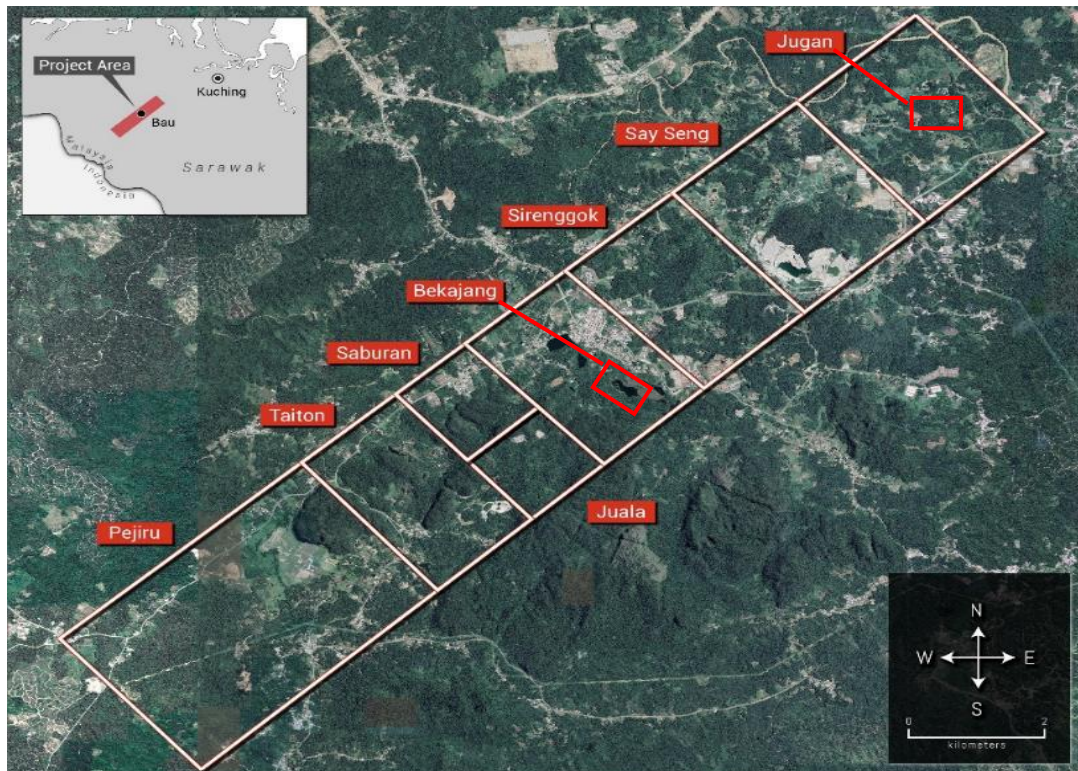 Project Area
Kuching
Bau
Sarawak
Malaysia
Indonesia
Jugan
Say Seng
Sirenggok
Bekajang
Saburan
Taiton
Pejiru
Juala
N
W E
S
0 2
kilometers